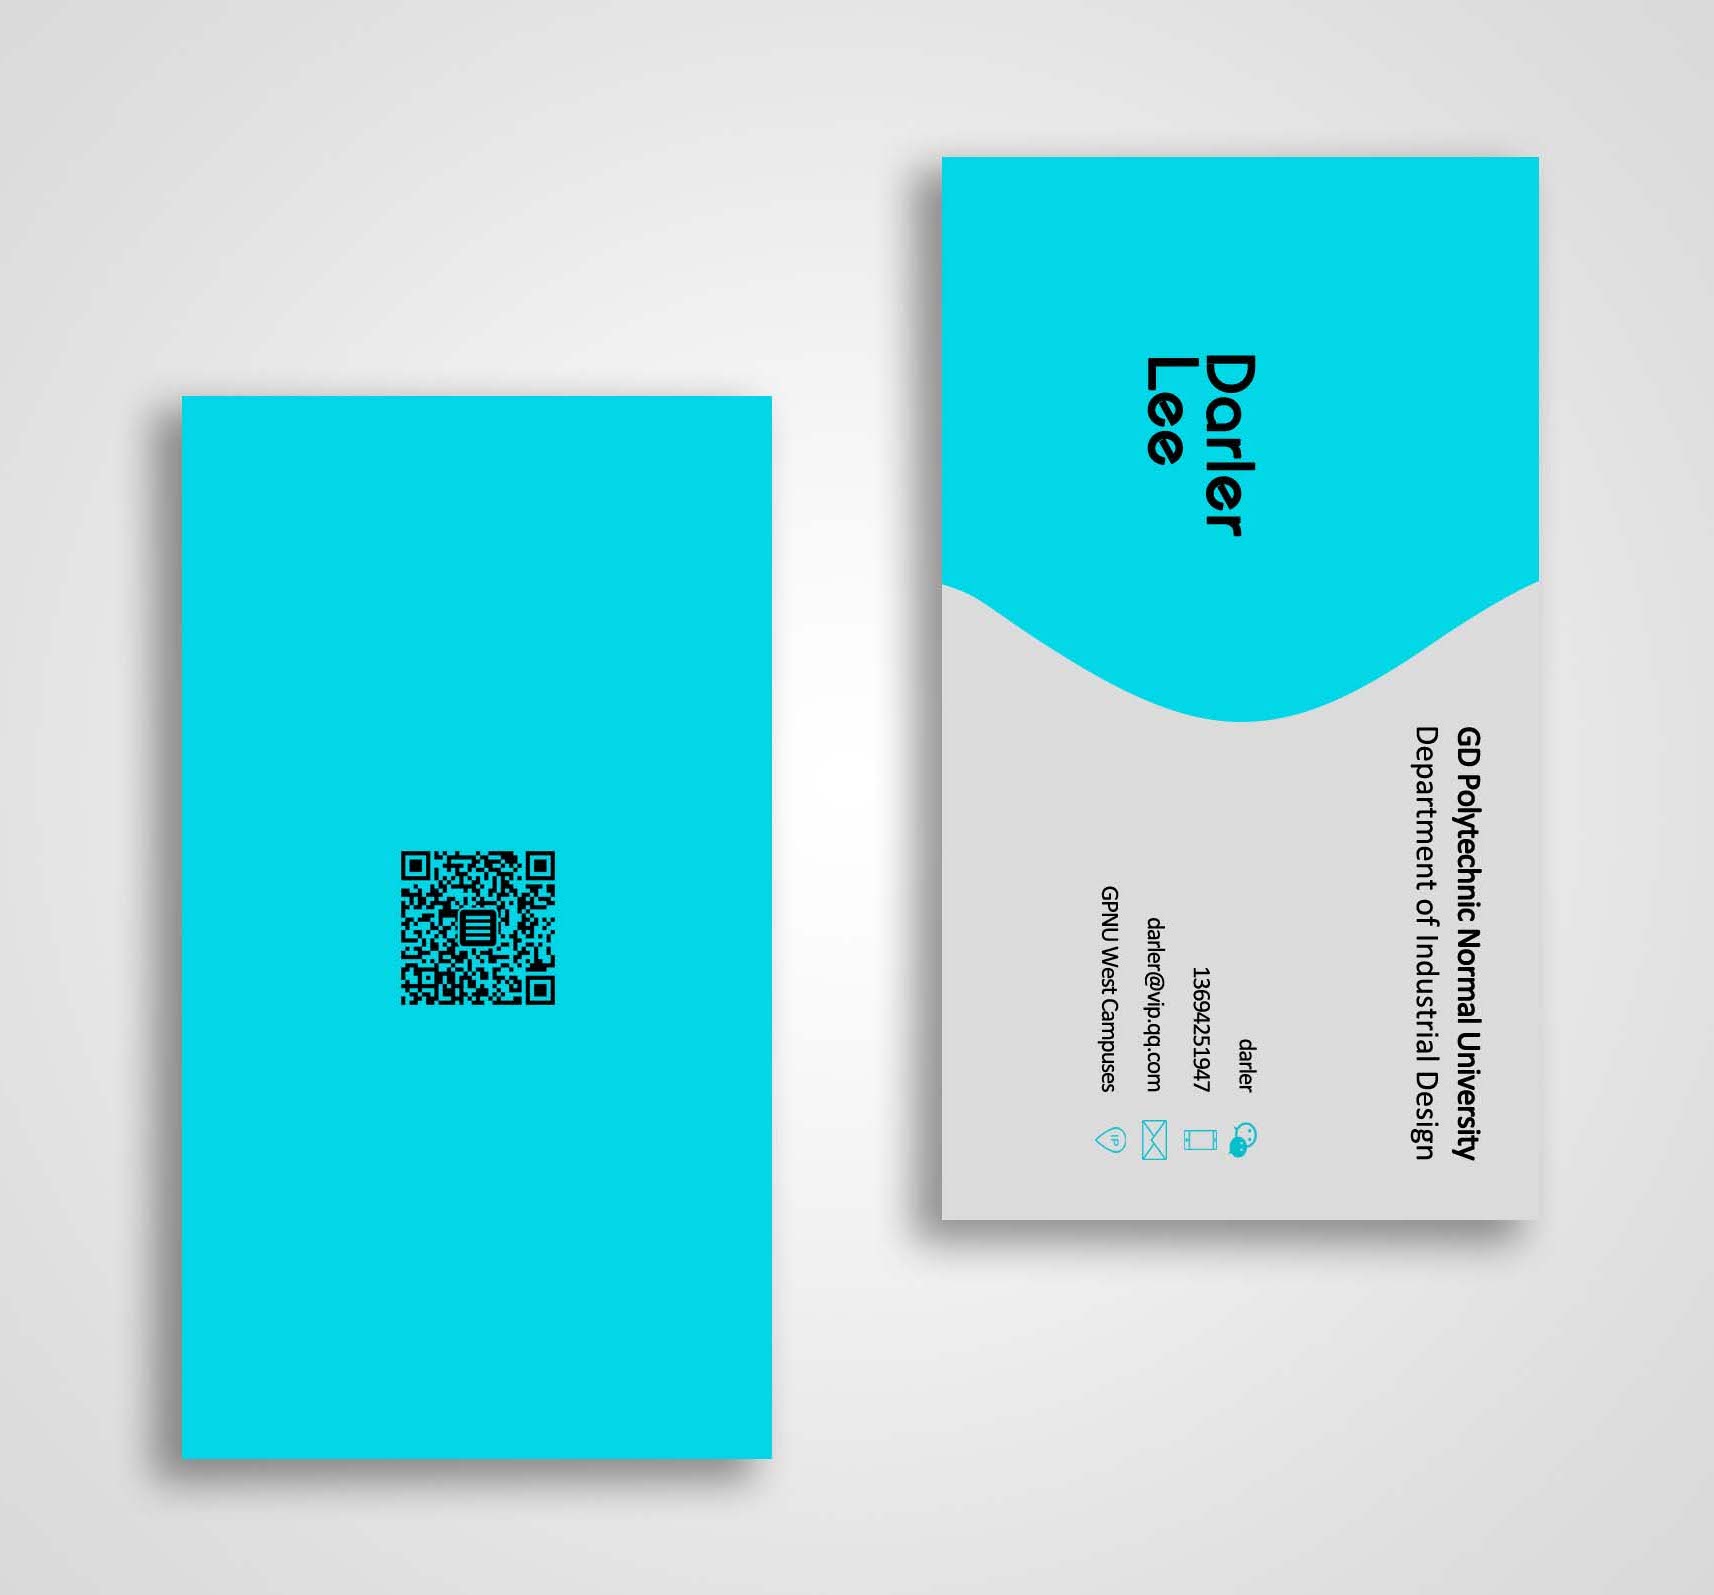 Darler
Lee
GD Polytechnic Normal University
Department of Industrial Design
darler
13694251947
darler@vip.qq.com
GPNU West Campuses
IP